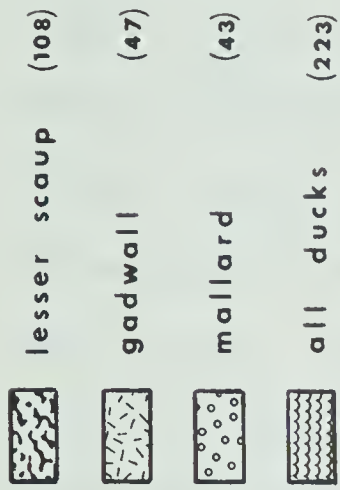 lesser scaup (108)
gadwall (47)
mallard (43)
all ducks (223)